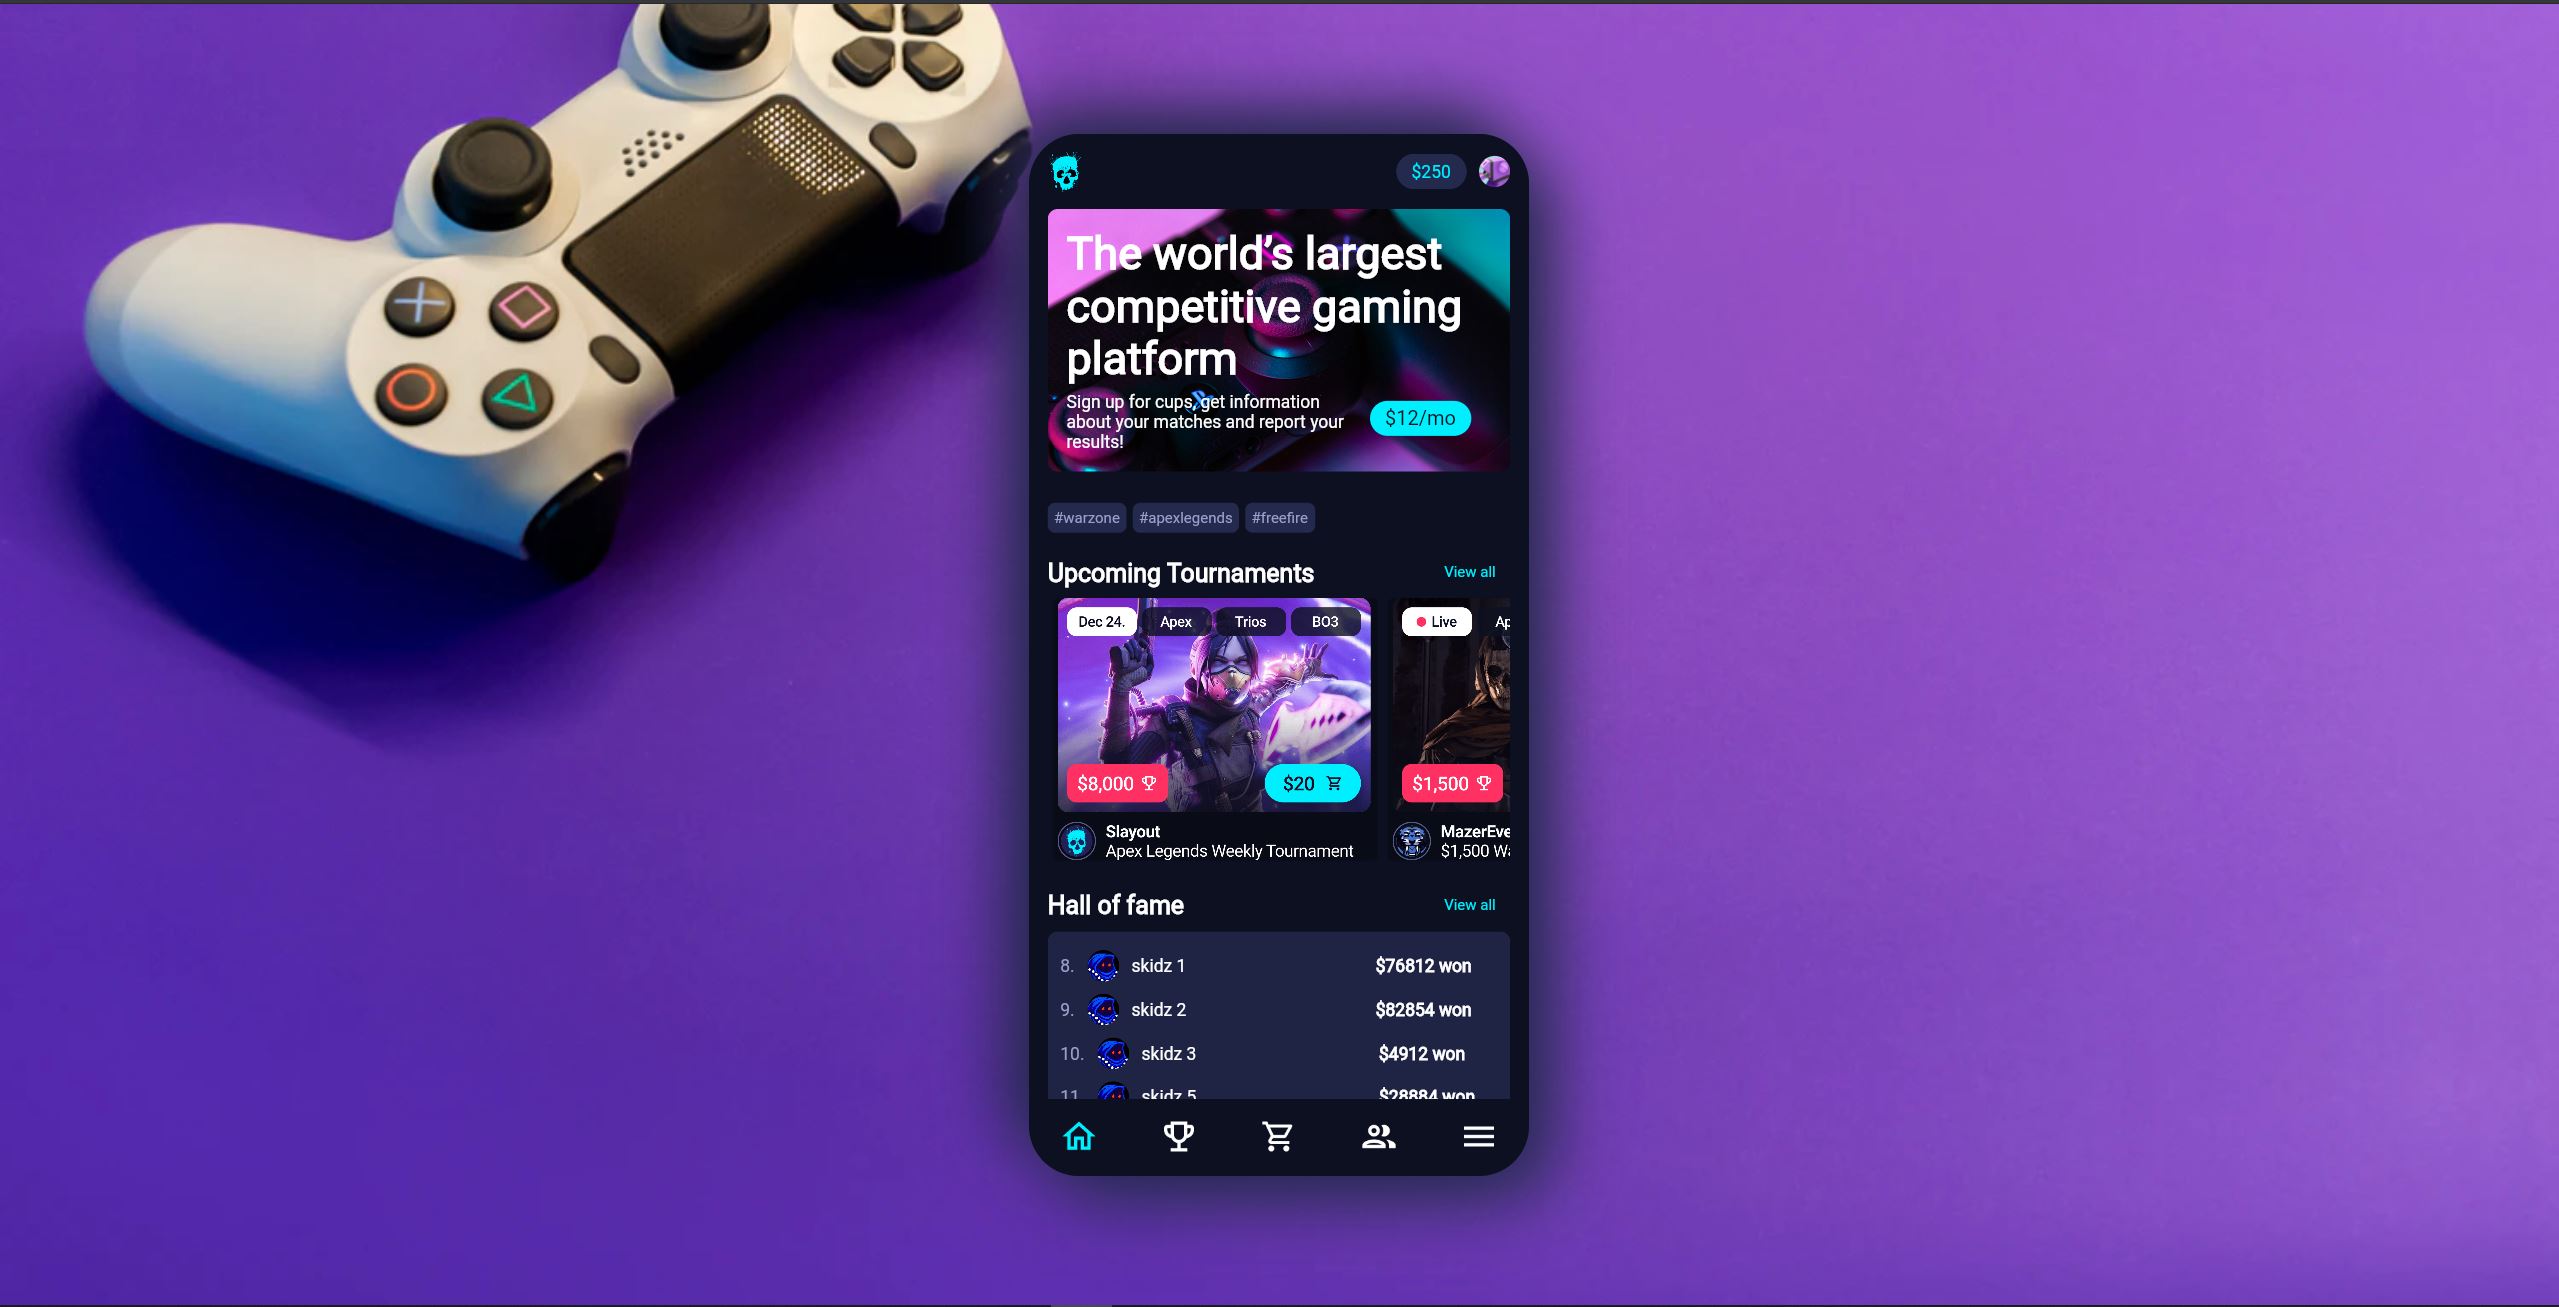 $250
The world's largest
competitive gaming
platform
Sign up for cups, get information
about your matches and report your
results!
$12/mo
#warzone #apexlegends #freefire
Upcoming Tournaments
View all
Dec 24. Apex Trios BO3
$8,000
$20
Slayout
Apex Legends Weekly Tournament
Live Ap
$1,500
MazerEve
$1,500 Wa
Hall of fame
View all
8. skidz 1 $76812 won
9. skidz 2 $82854 won
10. skidz 3 $4912 won
11. skidz 5 $28884 won